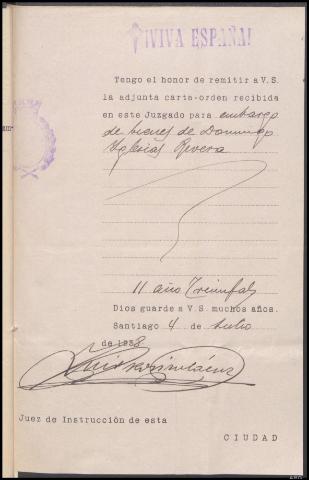 ¡VIVA ESPAÑA!
Tengo el honor de remitir a V.S.
la adjunta carta-orden recibida
en este Juzgado para embargo
de bienes de Domingo
Iglesias Rivera
II año Triunfal
Dios guarde a V.S. muchos años.
Santiago 4 de Julio
de 1938
Juez de Instrucción de esta
CIUDAD